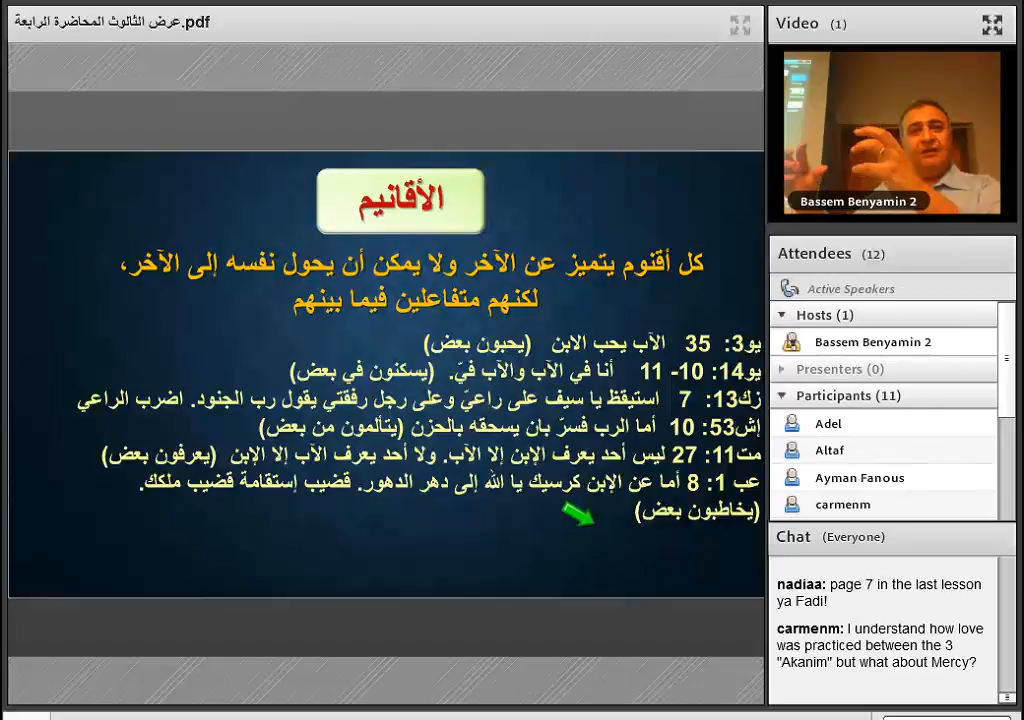 عرض الثالوث المحاضرة الرابعة.pdf
الأقانيم
كل أقنوم يتميز عن الآخر ولا يمكن أن يحول نفسه إلى الآخر،
لكنهم متفاعلين فيما بينهم
يو3: 35 الآب يحب الابن (يحبون بعض)
يو14: 10- 11 أنا في الآب والآب فيّ. (يسكنون في بعض)
زك13: 7 استيقظ يا سيف على راعيّ وعلى رجل رفقتي يقول رب الجنود. اضرب الراعي
إش53: 10 أما الرب فسرّ بان يسحقه بالحزن (يتألمون من بعض)
مت11: 27 ليس أحد يعرف الإبن إلا الآب. ولا أحد يعرف الآب إلا الإبن (يعرفون بعض)
عب 1: 8 أما عن الإبن كرسيك يا الله إلى دهر الدهور. قضيب إستقامة قضيب ملكك.
(يخاطبون بعض)
Video (1)
Bassem Benyamin 2
Attendees (12)
Active Speakers
Hosts (1)
Bassem Benyamin 2
Presenters (0)
Participants (11)
Adel
Altaf
Ayman Fanous
carmenm
Chat (Everyone)
nadiaa: page 7 in the last lesson
ya Fadi!
carmenm: I understand how love
was practiced between the 3
"Akanim" but what about Mercy?